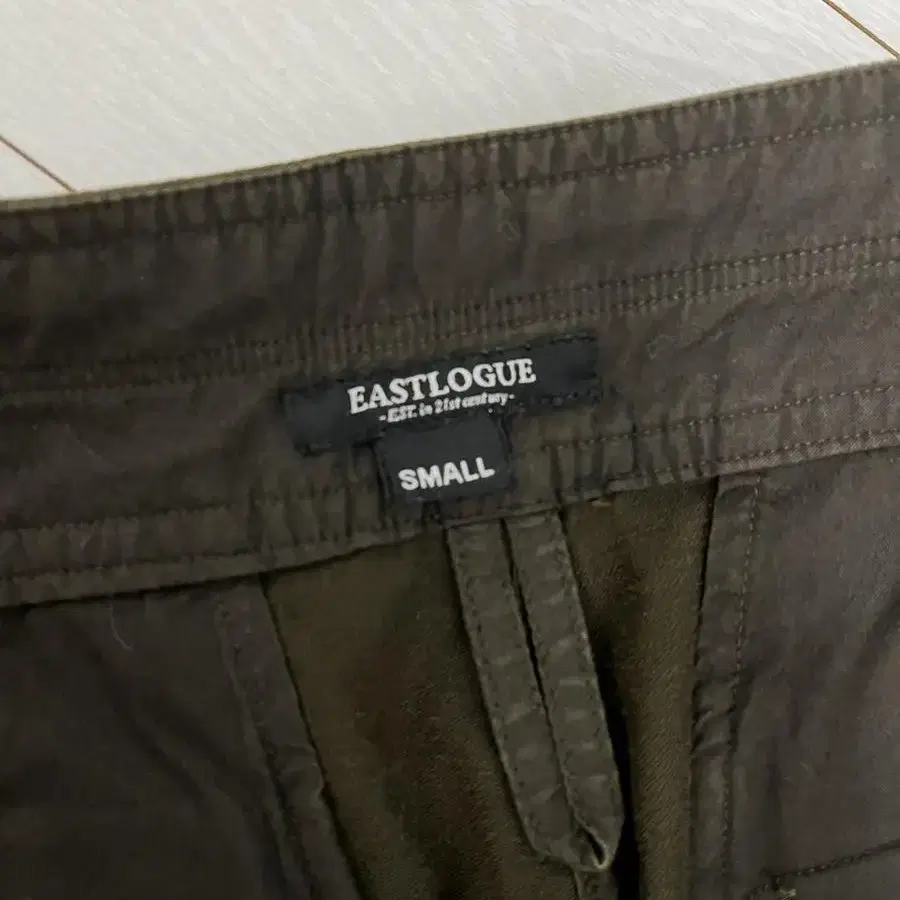 EASTLOGUE
-EST. in 21st century-
SMALL